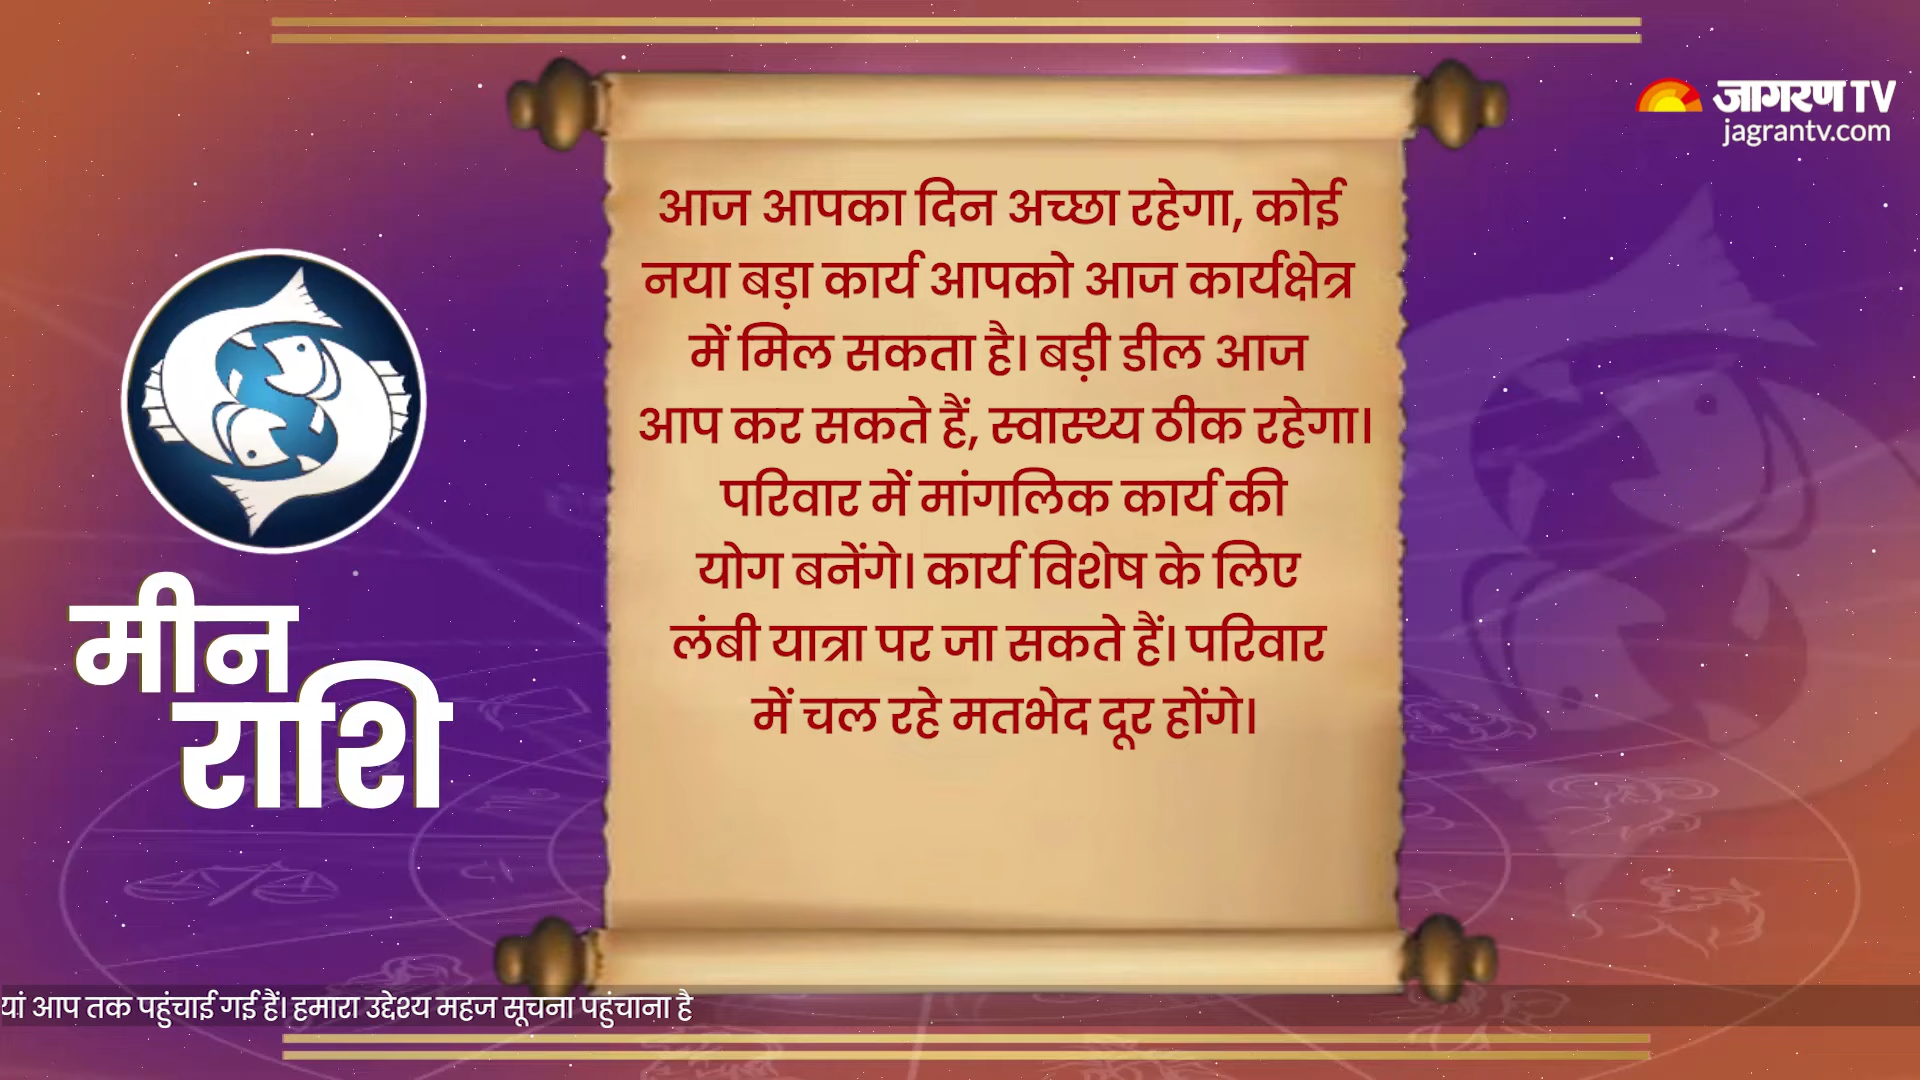 जागरण TV
jagrantv.com
आज आपका दिन अच्छा रहेगा, कोई
नया बड़ा कार्य आपको आज कार्यक्षेत्र
में मिल सकता है। बड़ी डील आज
आप कर सकते हैं, स्वास्थ्य ठीक रहेगा।
परिवार में मांगलिक कार्य की
योग बनेंगे। कार्य विशेष के लिए
लंबी यात्रा पर जा सकते हैं। परिवार
में चल रहे मतभेद दूर होंगे।
मीन
राशि
यां आप तक पहुंचाई गई हैं। हमारा उद्देश्य महज सूचना पहुंचाना है